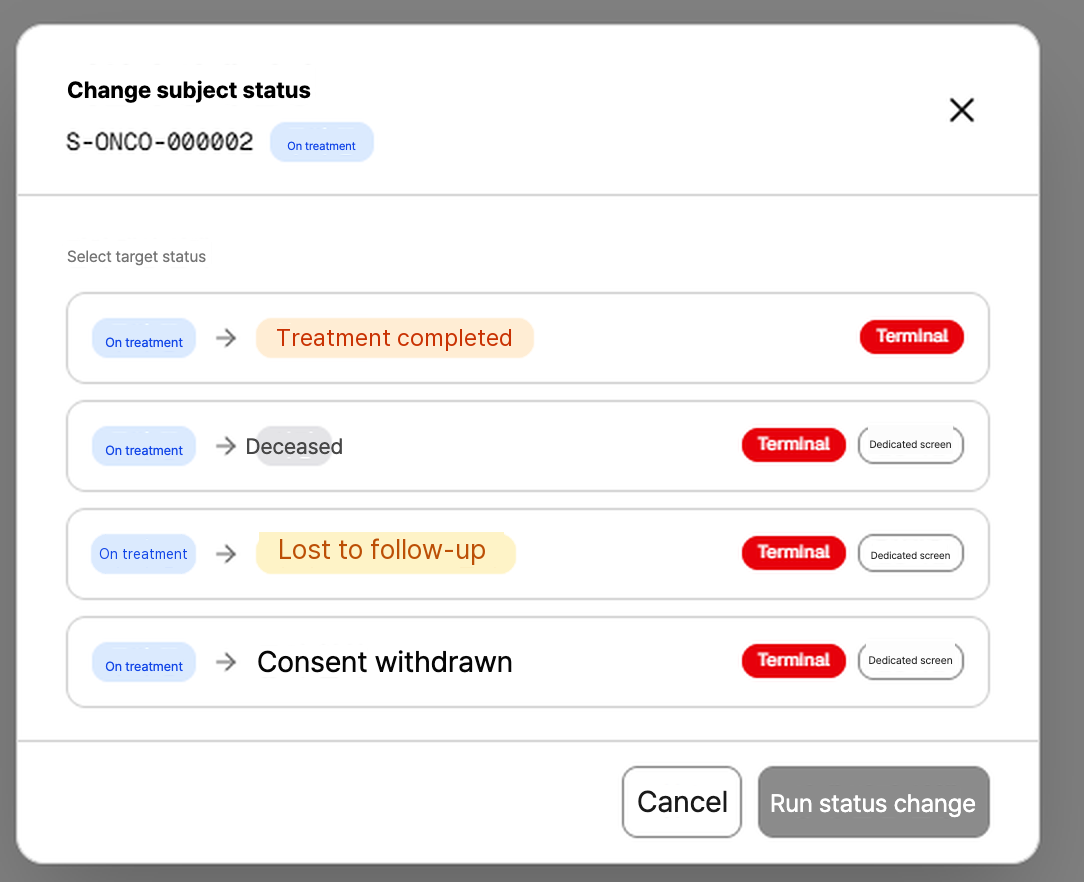 Change subject status
S-ONCO-000002 On treatment
Select target status
On treatment → Treatment completed Terminal
On treatment → Deceased Terminal Dedicated screen
On treatment → Lost to follow-up Terminal Dedicated screen
On treatment → Consent withdrawn Terminal Dedicated screen
Cancel Run status change